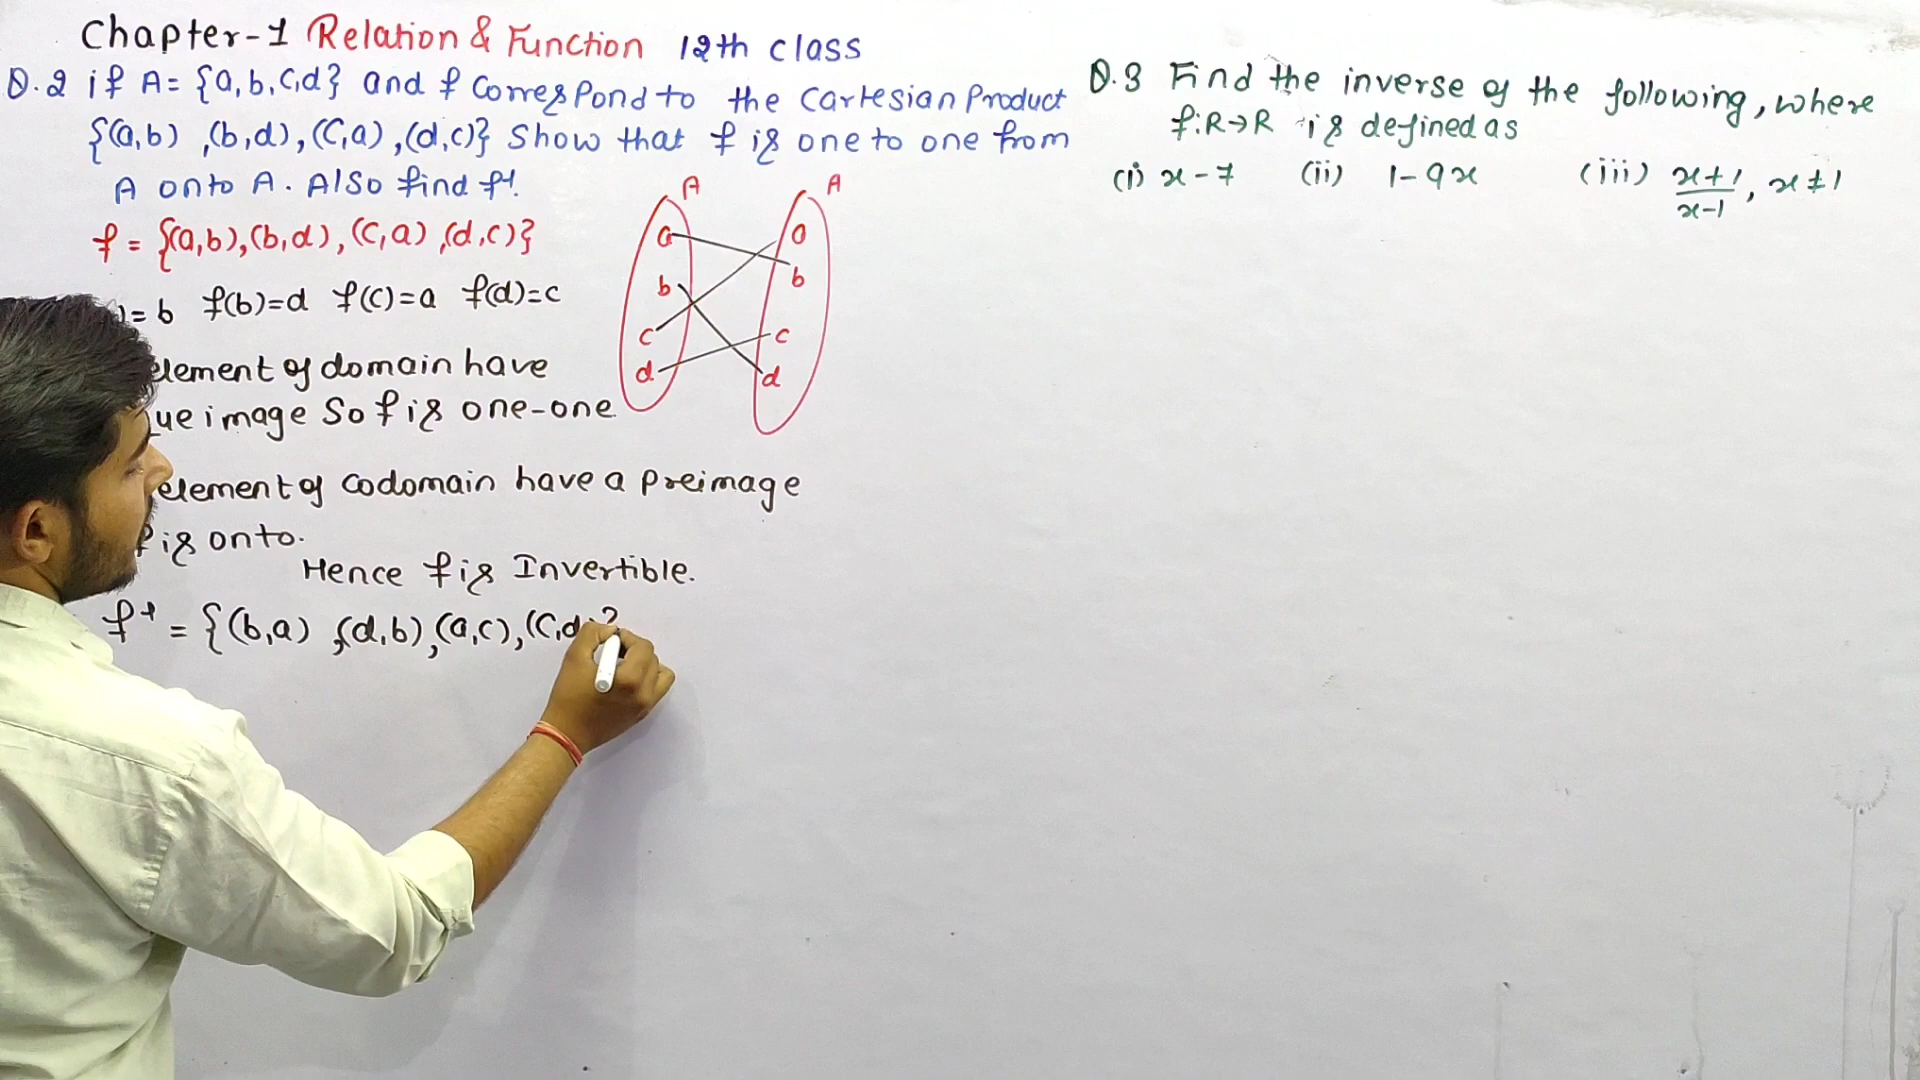 Chapter-1 Relation & Function 12th class
Q.2 if A= {a,b,c,d} and f correspond to the Cartesian Product
{(a,b) ,(b,d),(c,a),(d,c)} Show that f is one to one from
A onto A. Also find f⁻¹.
f = {(a,b),(b,d),(c,a),(d,c)}
)= b f(b)=d f(c)=a f(d)=c
element of domain have
ue image So f is one-one
element of codomain have a preimage
f is onto.
Hence f is Invertible.
f⁻¹ = {(b,a) ,(d,b),(a,c),(c,d)}
A A
a a
b b
c c
d d
Q.3 Find the inverse of the following, where
f:R→R is defined as
(i) x-7 (ii) 1-9x (iii) x+1/x-1, x≠1